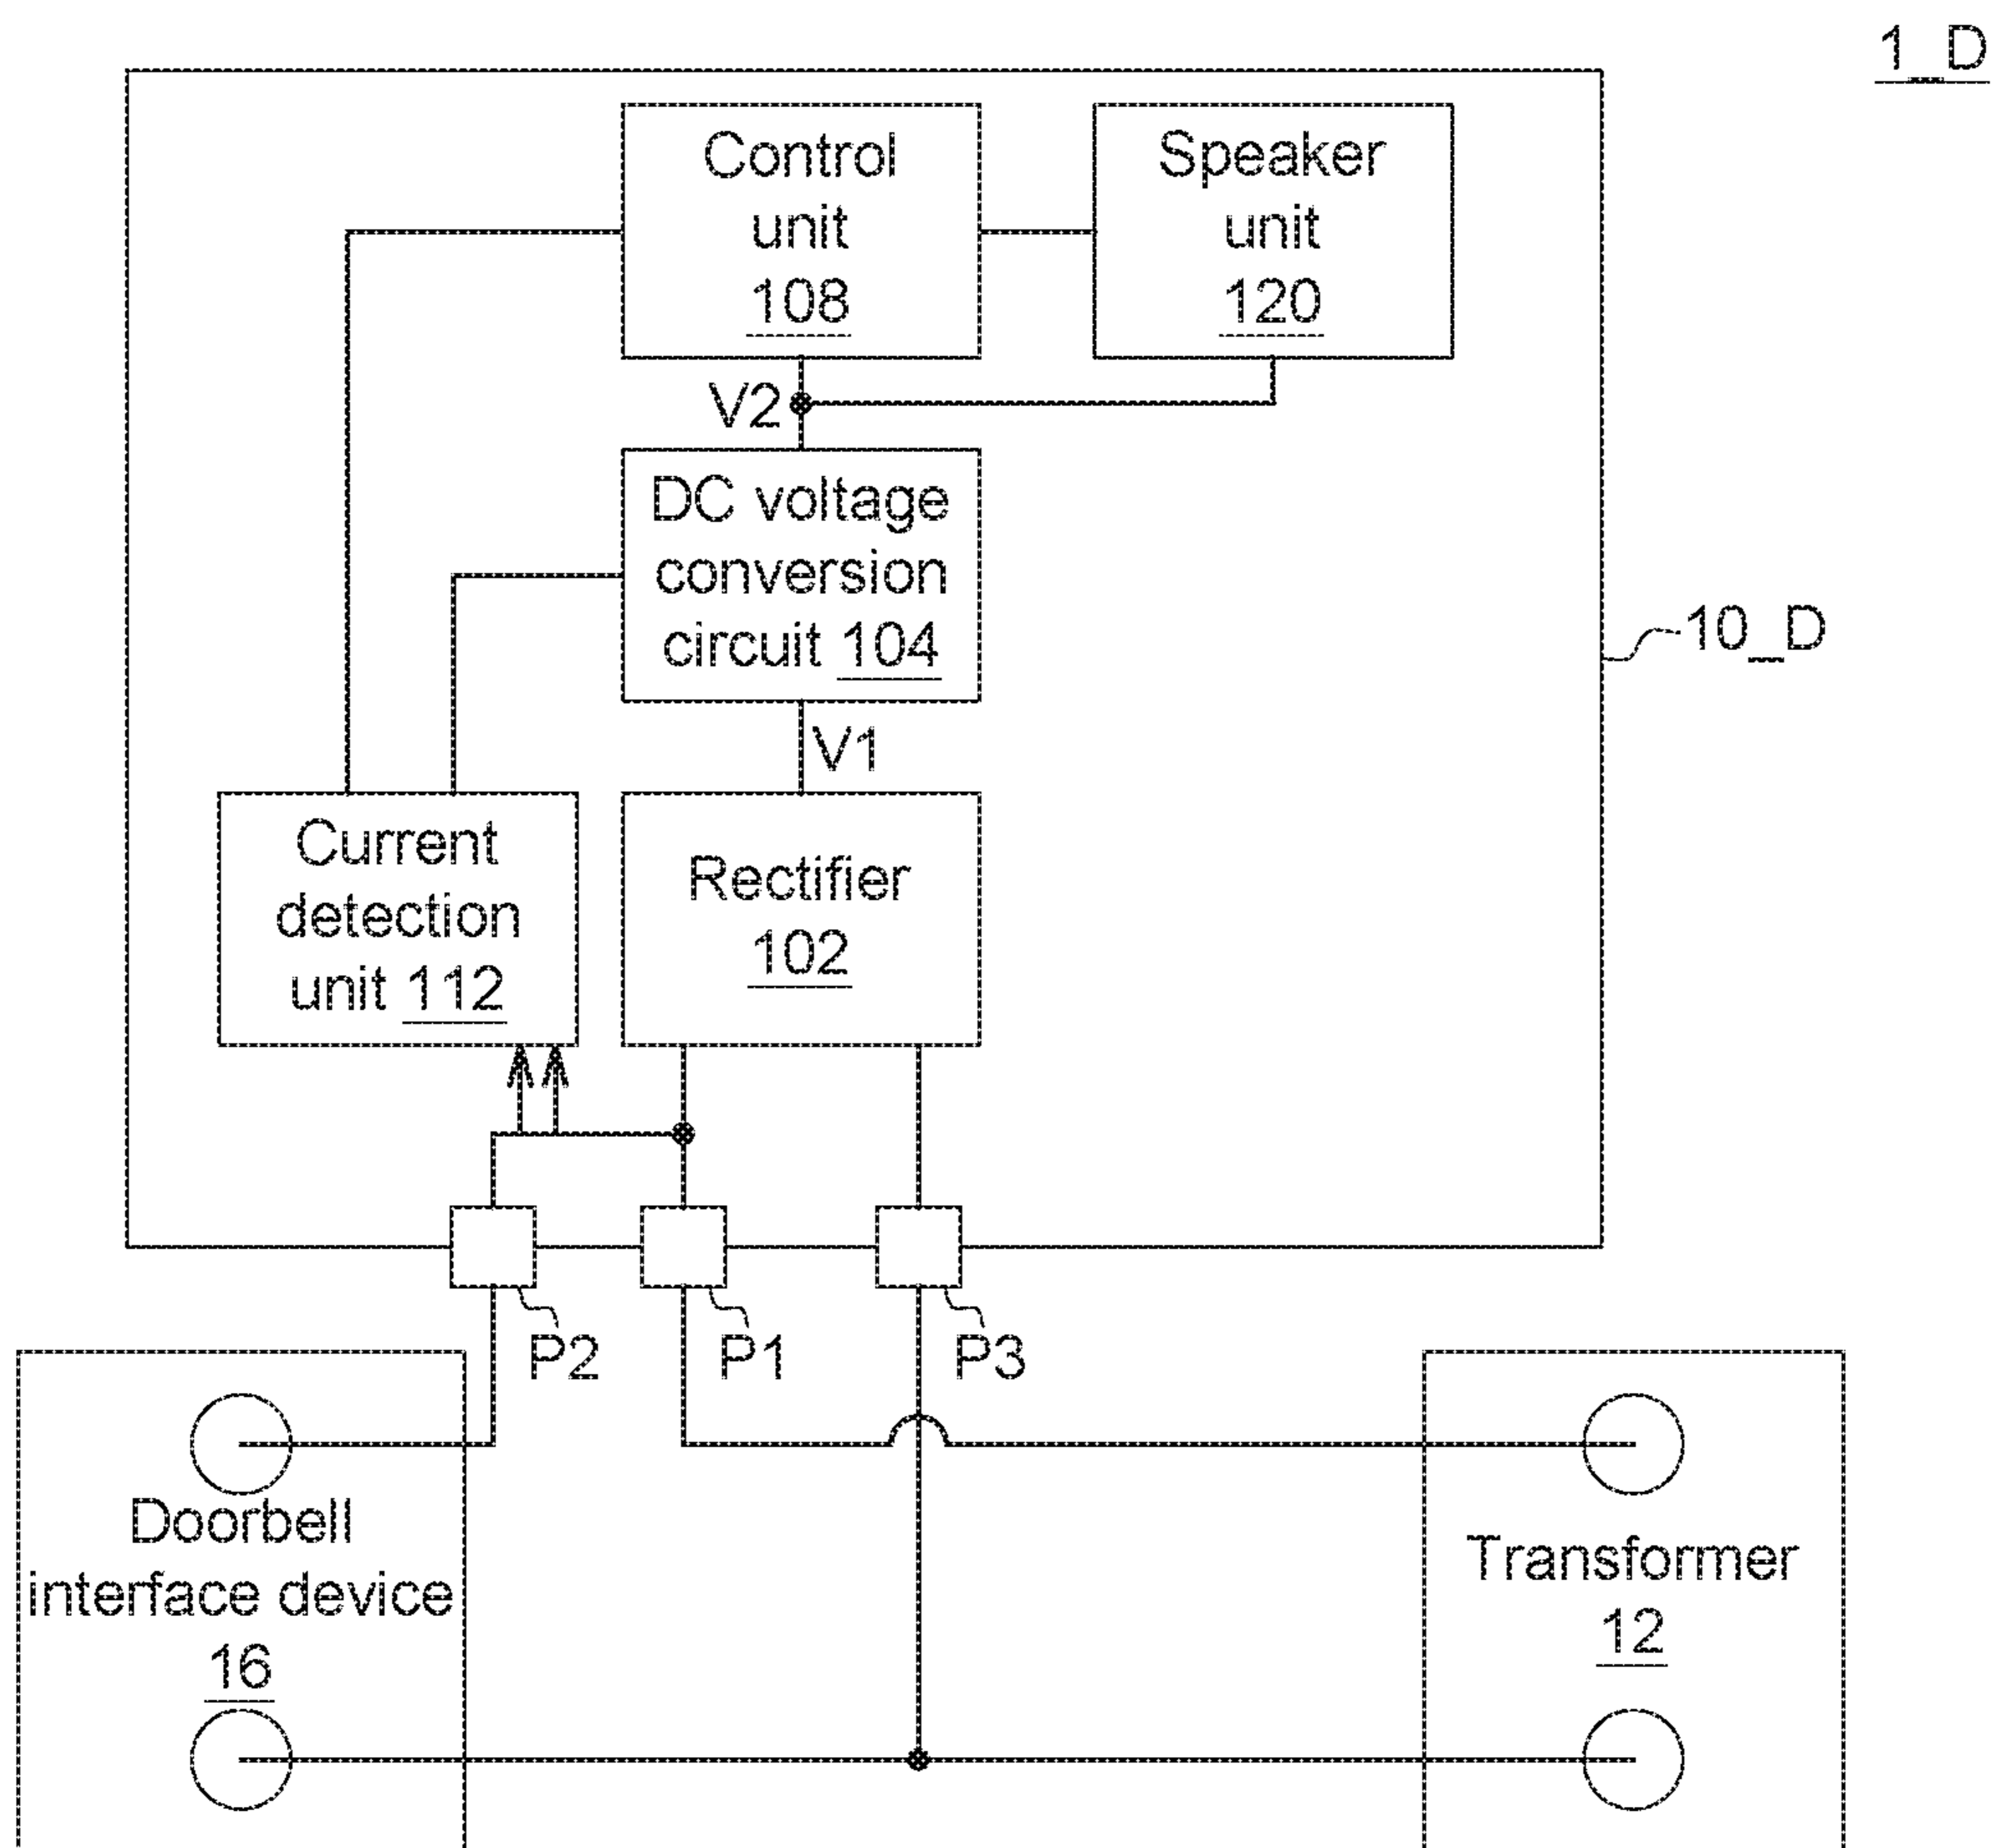 1_D
Control
unit
108
Speaker
unit
120
V2
DC voltage
conversion
circuit 104
10_D
V1
Current
detection
unit 112
Rectifier
102
P2
P1
P3
Doorbell
interface device
16
Transformer
12